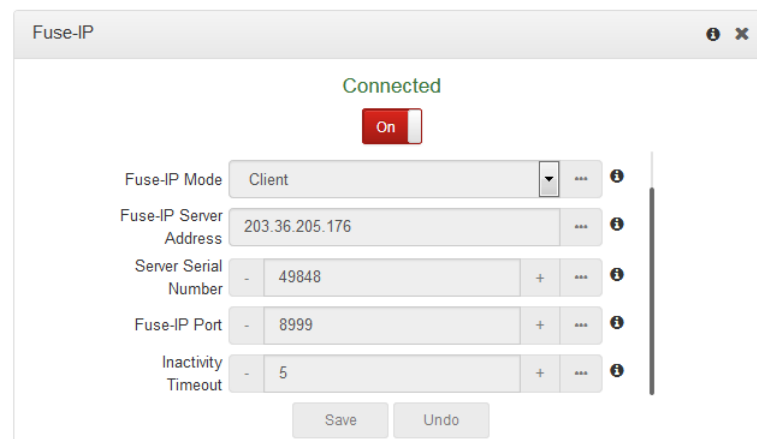 Fuse-IP
Connected
On
Fuse-IP Mode Client
Fuse-IP Server
Address 203.36.205.176
Server Serial
Number - 49848 +
Fuse-IP Port - 8999 +
Inactivity
Timeout - 5 +
Save Undo